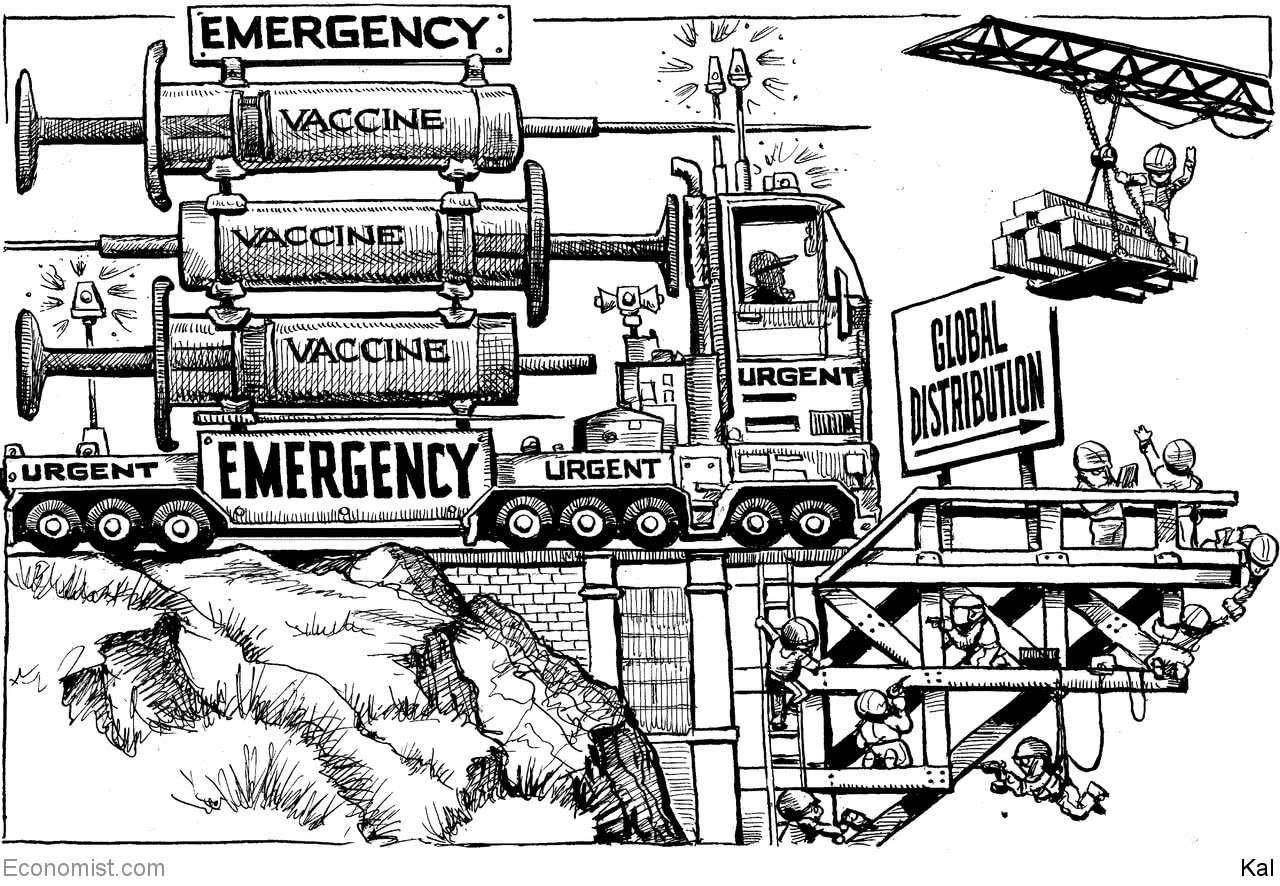 EMERGENCY
VACCINE
VACCINE
VACCINE
URGENT
GLOBAL
DISTRIBUTION
URGENT
EMERGENCY
URGENT
Economist.com
Kal